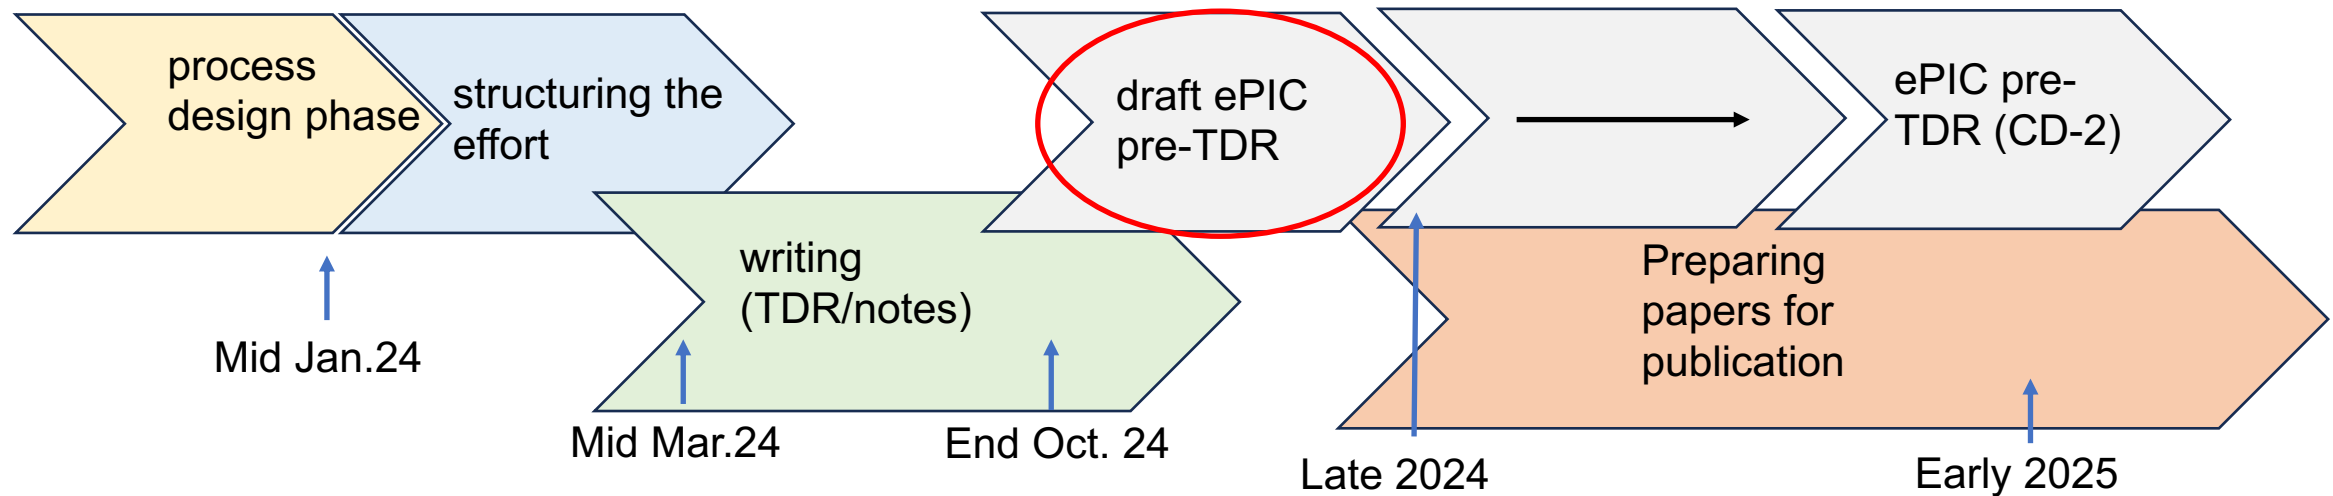 process
design phase
structuring the
effort
draft ePIC
pre-TDR
ePIC pre-
TDR (CD-2)
writing
(TDR/notes)
Preparing
papers for
publication
Mid Jan.24
Mid Mar.24
End Oct. 24
Late 2024
Early 2025